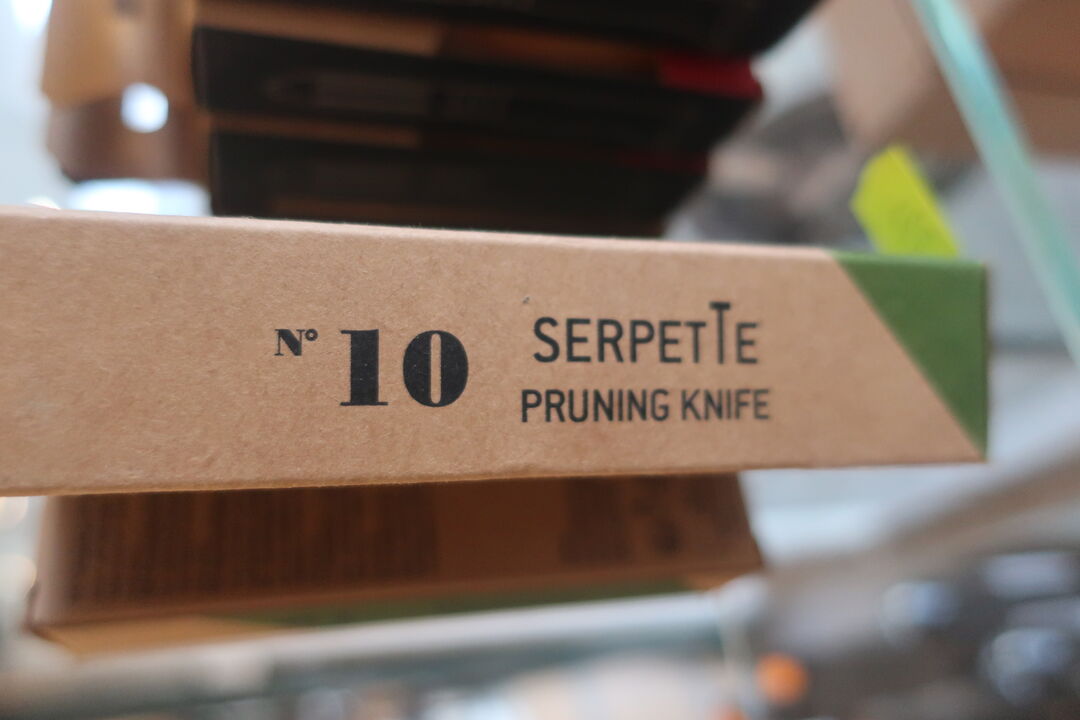 N° 10
SERPETTE
PRUNING KNIFE